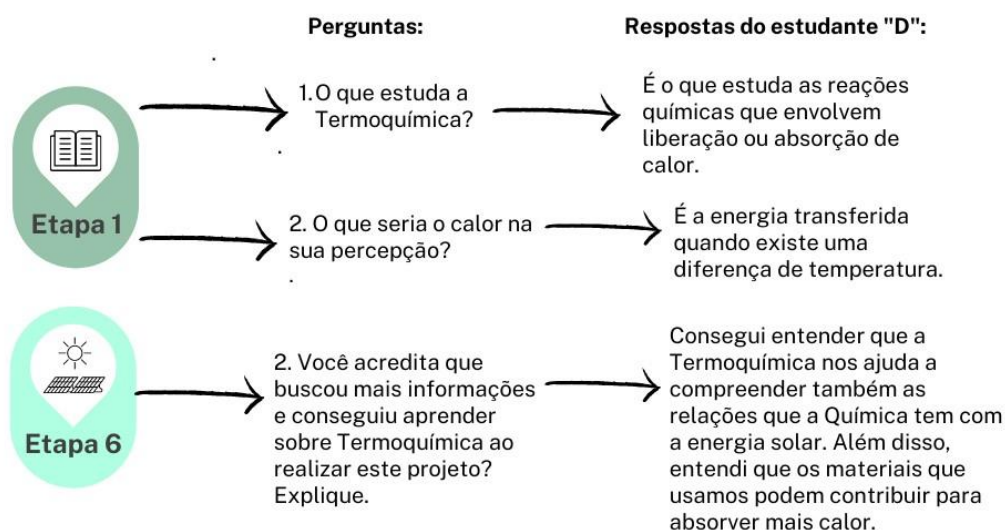 Perguntas:
Respostas do estudante "D":
Etapa 1
1.O que estuda a
Termoquímica?
É o que estuda as reações
químicas que envolvem
liberação ou absorção de
calor.
2. O que seria o calor na
sua percepção?
É a energia transferida
quando existe uma
diferença de temperatura.
Etapa 6
2. Você acredita que
buscou mais informações
e conseguiu aprender
sobre Termoquímica ao
realizar este projeto?
Explique.
Consegui entender que a
Termoquímica nos ajuda a
compreender também as
relações que a Química tem com
a energia solar. Além disso,
entendi que os materiais que
usamos podem contribuir para
absorver mais calor.